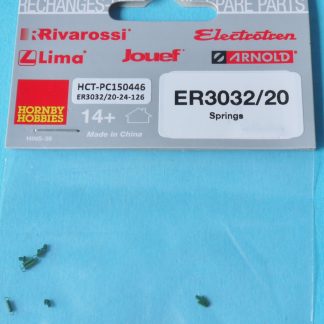 RECHANGES SPARE PARTS
Rivarossi Electrotren
Lima Jouef ARNOLD
HCT-PC150446
ER3032/20-24-126
ER3032/20
Springs
HORNBY
HOBBIES
14+
Made in China